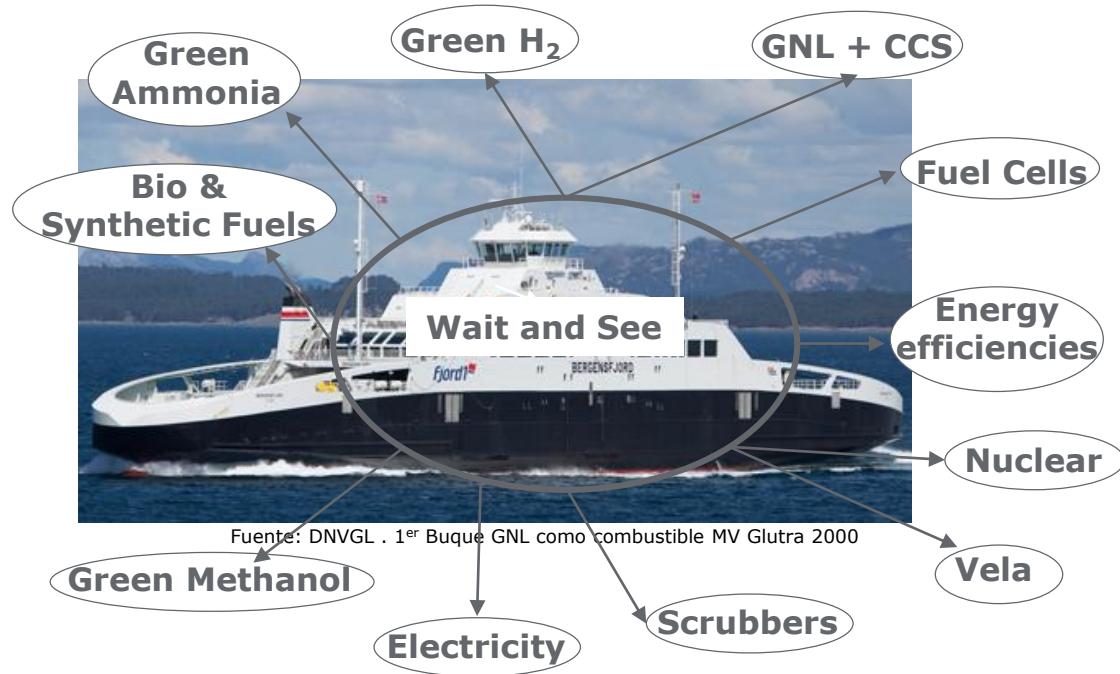 Green H₂
GNL + CCS
Green
Ammonia
Fuel Cells
Bio &
Synthetic Fuels
Wait and See
Energy
efficiencies
fjord1
BERGENSFJORD
Nuclear
Fuente: DNVGL . 1er Buque GNL como combustible MV Glutra 2000
Vela
Green Methanol
Scrubbers
Electricity